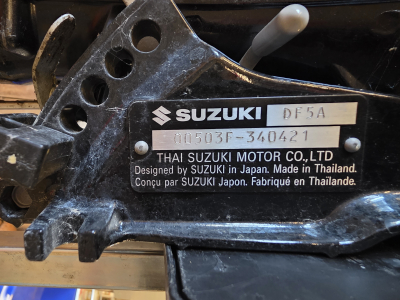 SUZUKI DF5A
00503F-340421
THAI SUZUKI MOTOR CO.,LTD
Designed by SUZUKI in Japan. Made in Thailand.
Conçu par SUZUKI Japon. Fabriqué en Thaïlande.